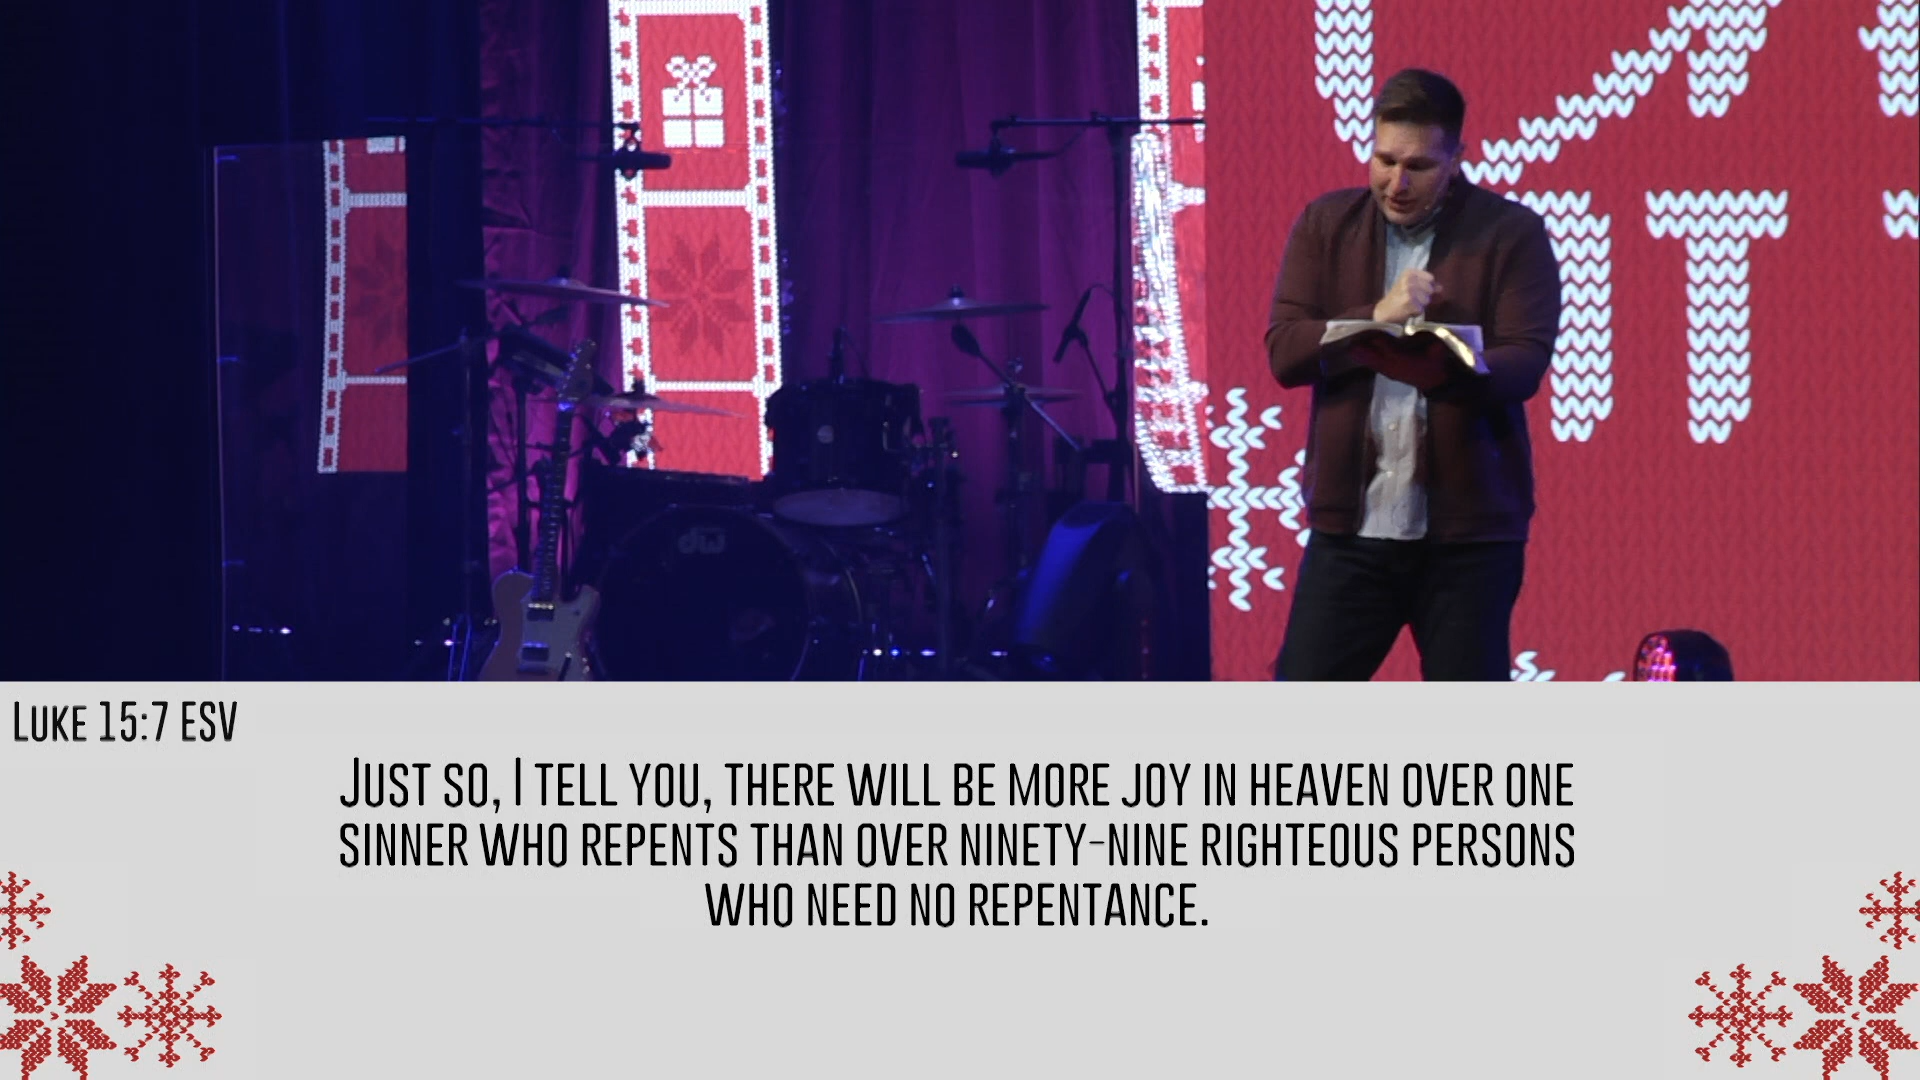 dw
LUKE 15:7 ESV
JUST SO, I TELL YOU, THERE WILL BE MORE JOY IN HEAVEN OVER ONE
SINNER WHO REPENTS THAN OVER NINETY-NINE RIGHTEOUS PERSONS
WHO NEED NO REPENTANCE.